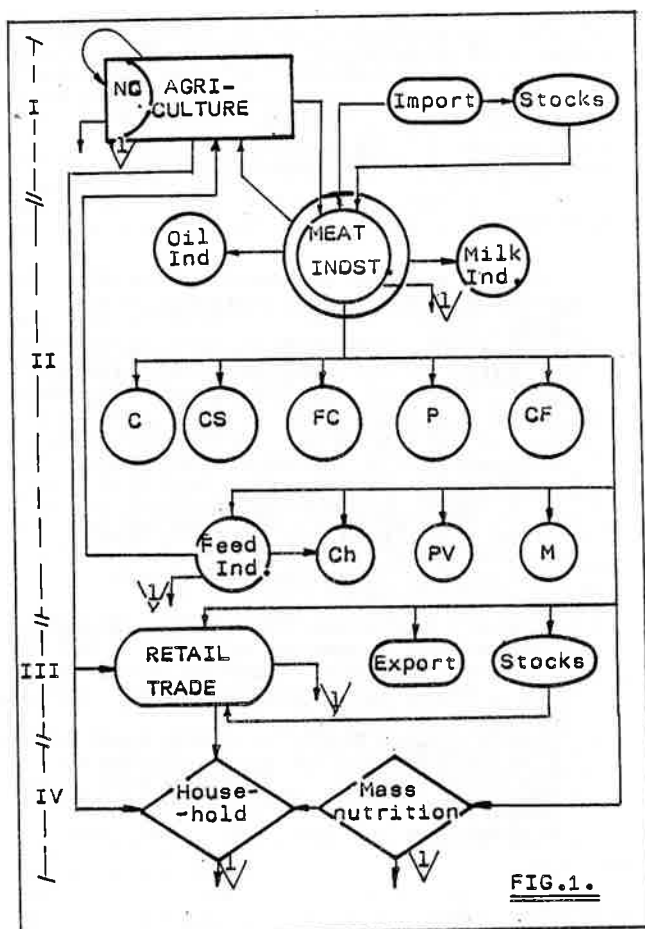 I
NC
AGRI-
CULTURE
1
Import
Stocks
II
Oil
Ind
MEAT
INDST.
Milk
Ind.
1
C
CS
FC
P
CF
Feed
Ind.
Ch
PV
M
1
III
RETAIL
TRADE
Export
Stocks
1
IV
House-
-hold
Mass
nutrition
1
1
FIG.1.